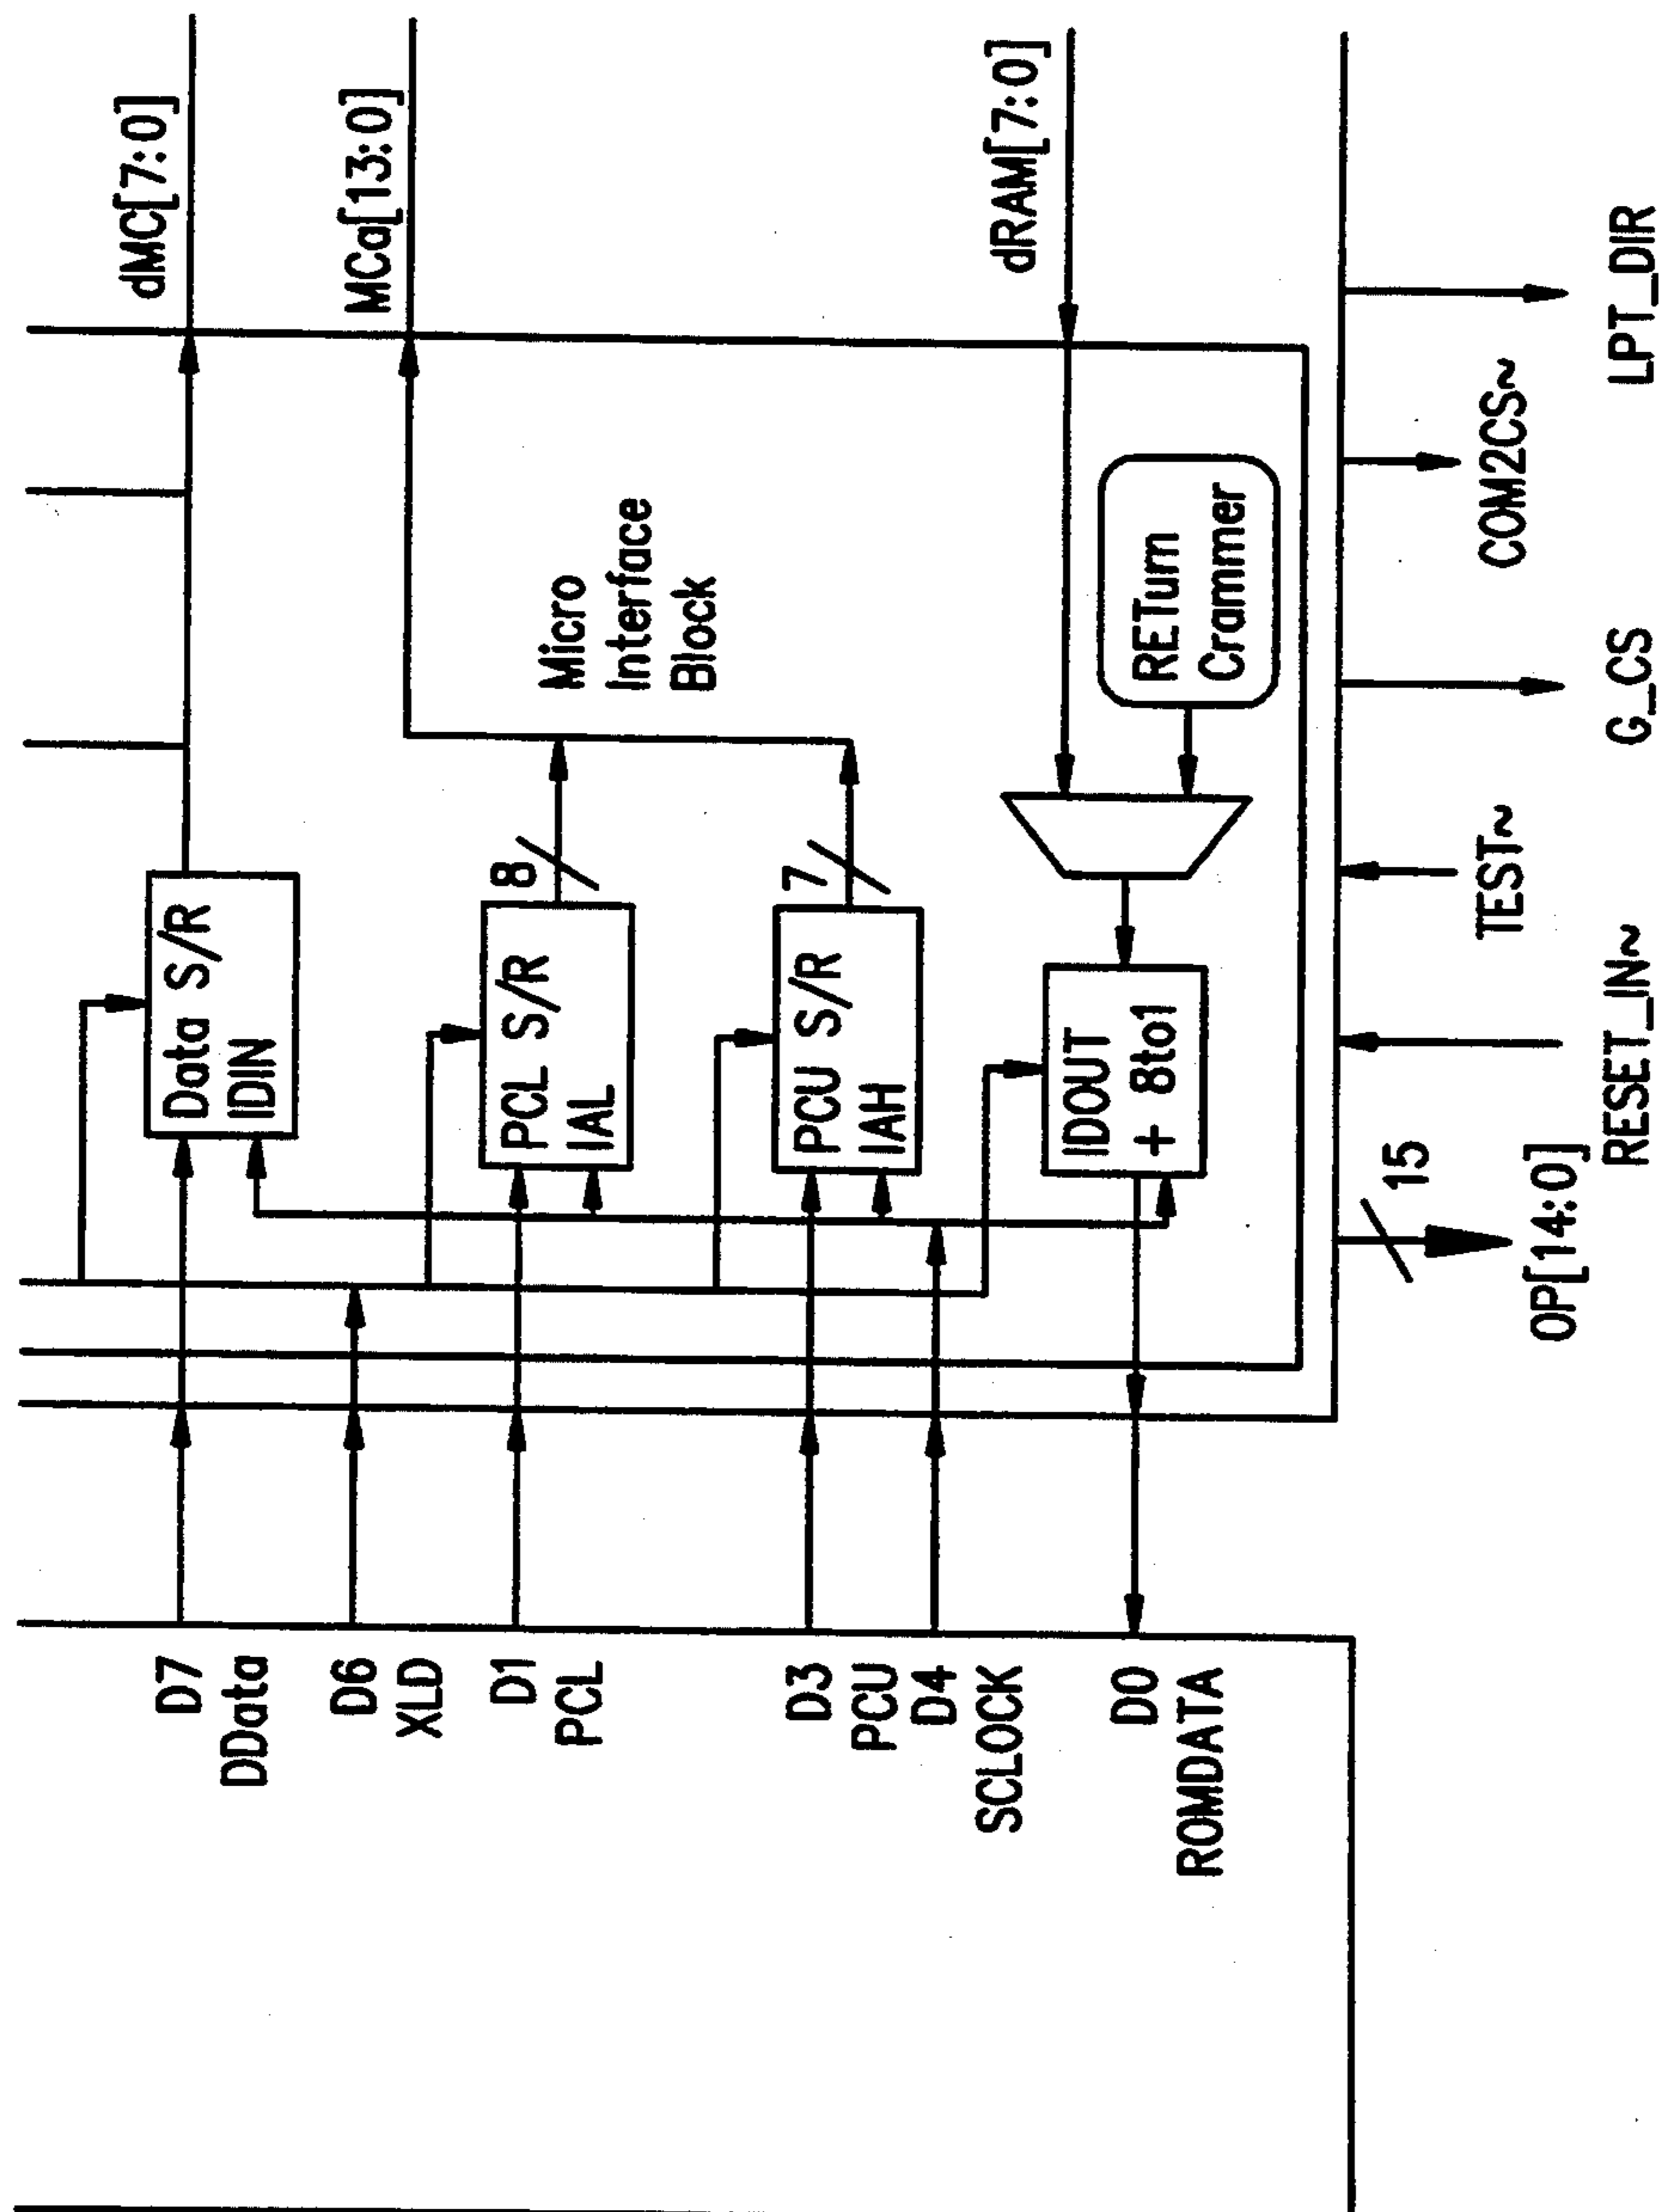 dMC[7:0]
MCa[13:0]
dRAM[7:0]
Data S/R
IDIN
8
PCL S/R
IAL
7
PCU S/R
IAH
Micro
Interface
Block
RETurn
Crammer
IDOUT
+ 8to1
D7
DData
D6
XLD
D1
PCL
D3
PCU
D4
SCLOCK
D0
ROMDATA
15
OP[14:0]
RESET_IN~
TEST~
G_CS
COM2CS~
LPT_DIR